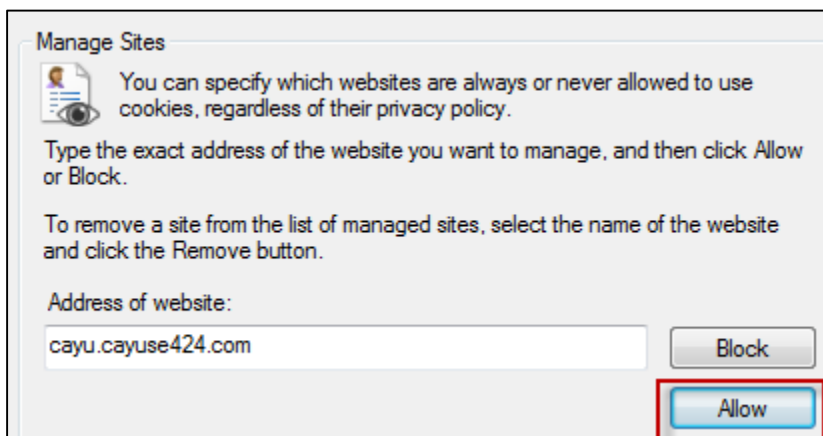 Manage Sites
You can specify which websites are always or never allowed to use
cookies, regardless of their privacy policy.
Type the exact address of the website you want to manage, and then click Allow
or Block.
To remove a site from the list of managed sites, select the name of the website
and click the Remove button.
Address of website:
cayu.cayuse424.com
Block
Allow